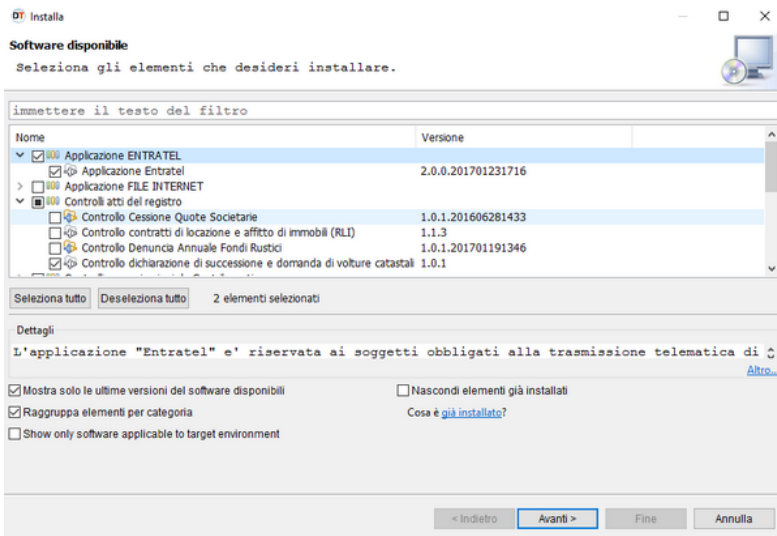 DT Installa
Software disponibile
Seleziona gli elementi che desideri installare.
immettere il testo del filtro
Nome Versione
Applicazione ENTRATEL
Applicazione Entratel 2.0.0.201701231716
Applicazione FILE INTERNET
Controlli atti del registro
Controllo Cessione Quote Societarie 1.0.1.201606281433
Controllo contratti di locazione e affitto di immobili (RLI) 1.1.3
Controllo Denuncia Annuale Fondi Rustici 1.0.1.201701191346
Controllo dichiarazione di successione e domanda di volture catastali 1.0.1
Seleziona tutto Deseleziona tutto 2 elementi selezionati
Dettagli
L'applicazione "Entratel" e' riservata ai soggetti obbligati alla trasmissione telematica di
Altro...
Mostra solo le ultime versioni del software disponibili Nascondi elementi già installati
Raggruppa elementi per categoria Cosa è già installato?
Show only software applicable to target environment
< Indietro Avanti > Fine Annulla